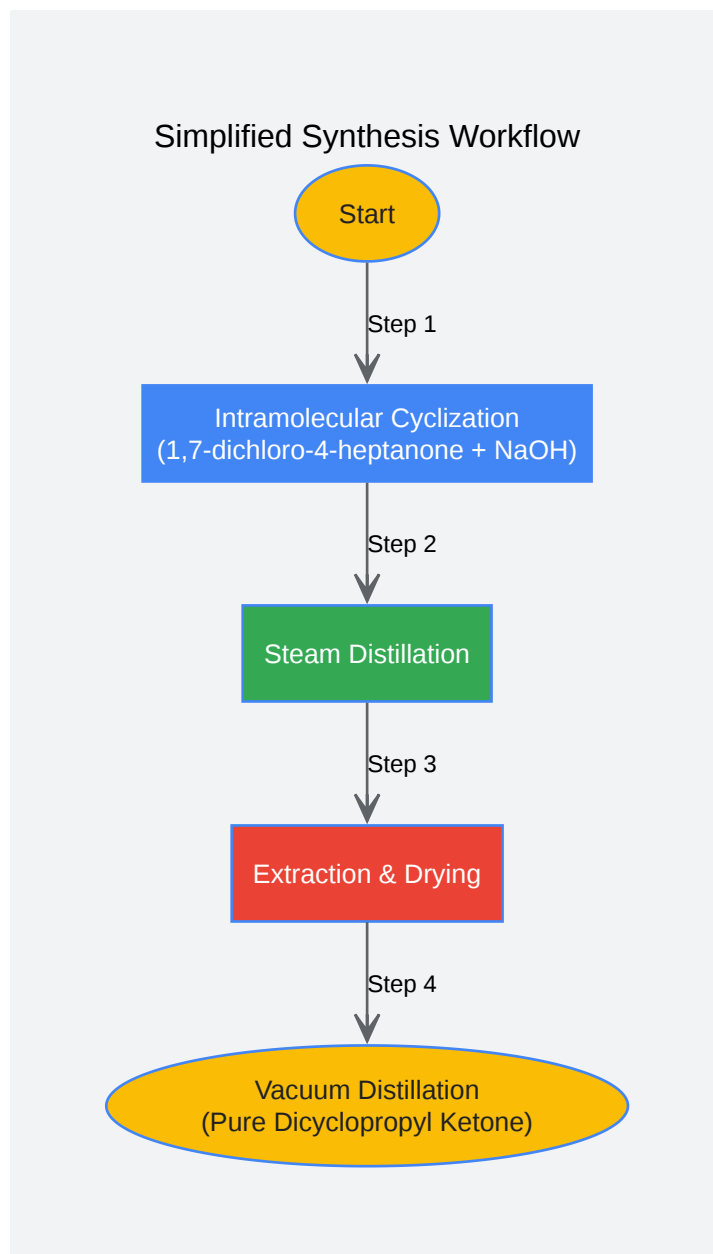 Simplified Synthesis Workflow
Start
Step 1
Intramolecular Cyclization
(1,7-dichloro-4-heptanone + NaOH)
Step 2
Steam Distillation
Step 3
Extraction & Drying
Step 4
Vacuum Distillation
(Pure Dicyclopropyl Ketone)